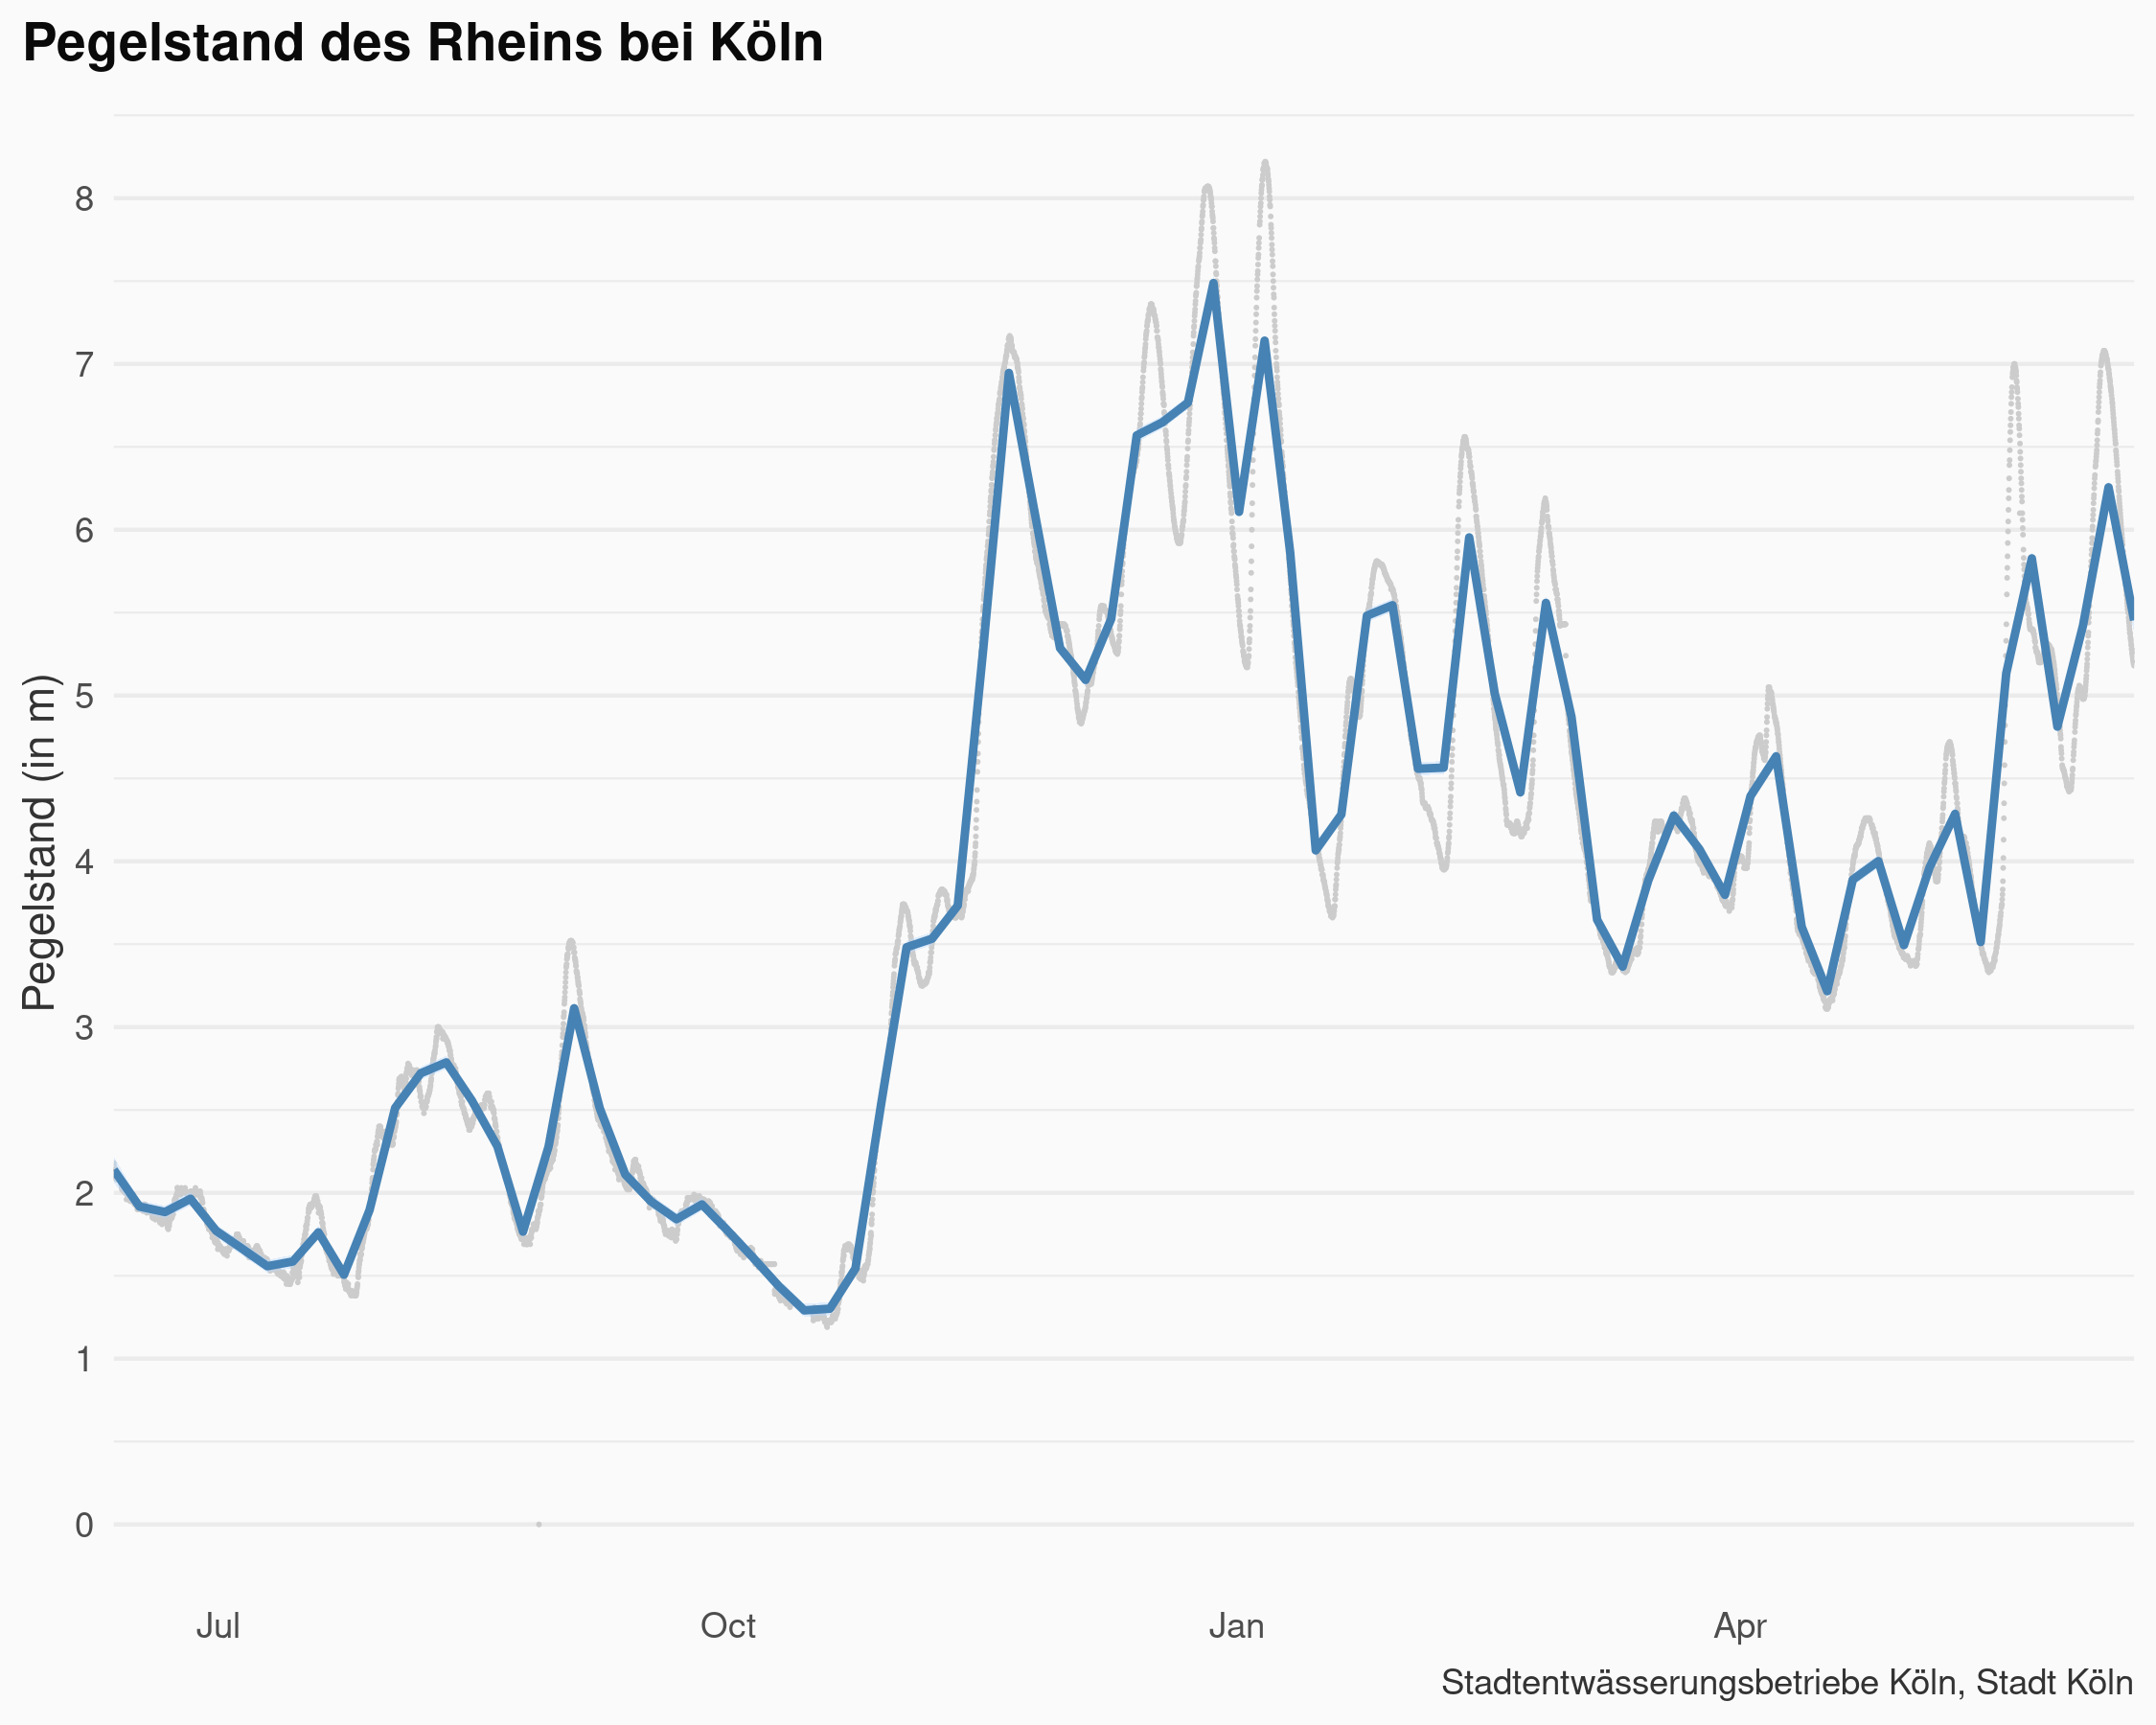 Pegelstand des Rheins bei Köln
Pegelstand (in m)
8
7
6
5
4
3
2
1
0
Jul Oct Jan Apr
Stadtentwässerungsbetriebe Köln, Stadt Köln